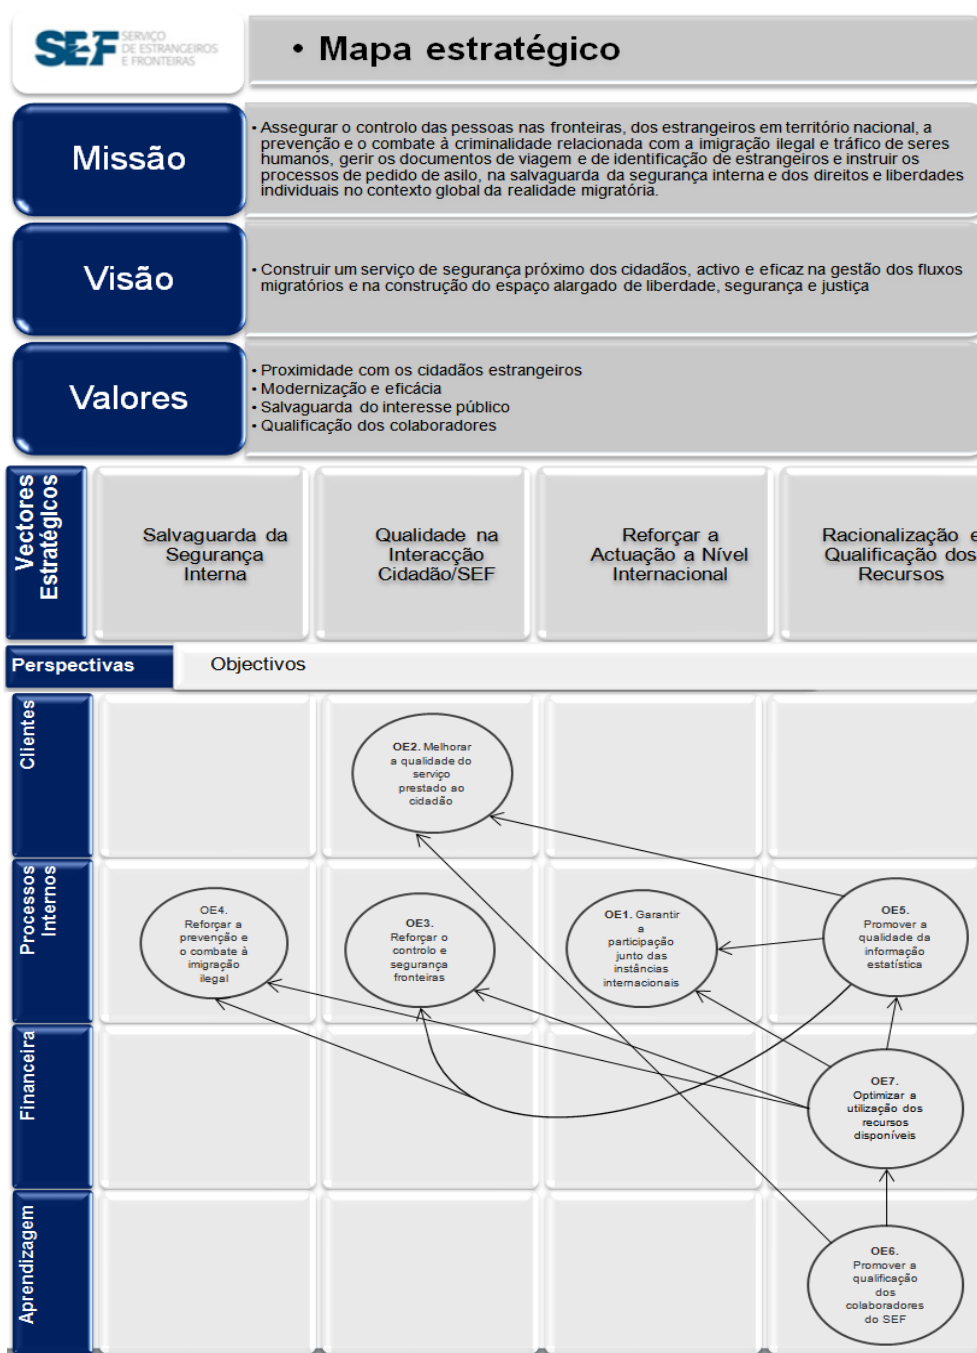 SEF SERVIÇO
DE ESTRANGEIROS
E FRONTEIRAS
• Mapa estratégico
Missão
• Assegurar o controlo das pessoas nas fronteiras, dos estrangeiros em território nacional, a
prevenção e o combate à criminalidade relacionada com a imigração ilegal e tráfico de seres
humanos, gerir os documentos de viagem e de identificação de estrangeiros e instruir os
processos de pedido de asilo, na salvaguarda da segurança interna e dos direitos e liberdades
individuais no contexto global da realidade migratória.
Visão
• Construir um serviço de segurança próximo dos cidadãos, activo e eficaz na gestão dos fluxos
migratórios e na construção do espaço alargado de liberdade, segurança e justiça
Valores
• Proximidade com os cidadãos estrangeiros
• Modernização e eficácia
• Salvaguarda do interesse público
• Qualificação dos colaboradores
Vectores
Estratégicos
Salvaguarda da
Segurança
Interna
Qualidade na
Interacção
Cidadão/SEF
Reforçar a
Actuação a Nível
Internacional
Racionalização e
Qualificação dos
Recursos
Perspectivas
Objectivos
Clientes
OE2. Melhorar
a qualidade do
serviço
prestado ao
cidadão
Processos
Internos
OE4.
Reforçar a
prevenção e
o combate à
imigração
ilegal
OE3.
Reforçar o
controlo e
segurança
fronteiras
OE1. Garantir
a
participação
junto das
instâncias
internacionais
OE5.
Promover a
qualidade da
informação
estatística
Financeira
OE7.
Optimizar a
utilização dos
recursos
disponíveis
Aprendizagem
OE6.
Promover a
qualificação
dos
colaboradores
do SEF